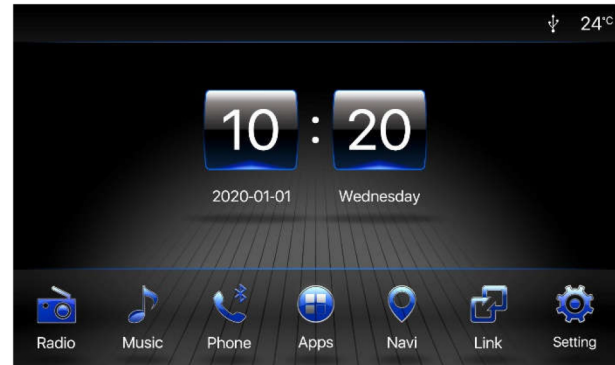 24°C
10 : 20
2020-01-01 Wednesday
Radio Music Phone Apps Navi Link Setting